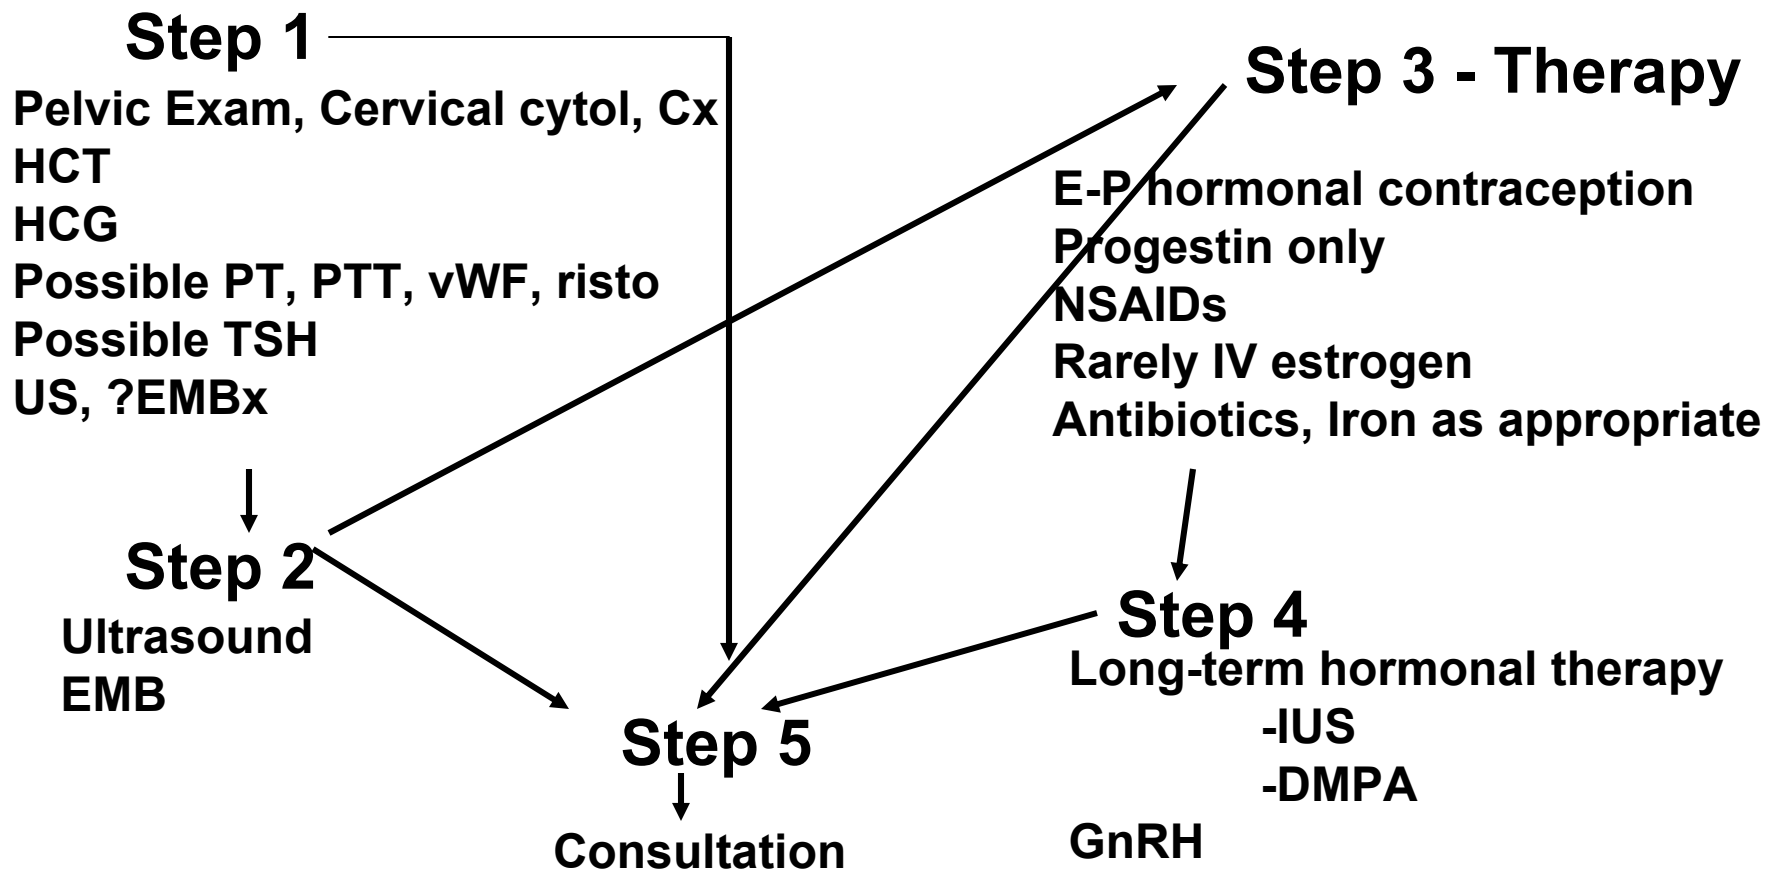 Step 1
Pelvic Exam, Cervical cytol, Cx
HCT
HCG
Possible PT, PTT, vWF, risto
Possible TSH
US, ?EMBx
Step 2
Ultrasound
EMB
Step 3 - Therapy
E-P hormonal contraception
Progestin only
NSAIDs
Rarely IV estrogen
Antibiotics, Iron as appropriate
Step 4
Long-term hormonal therapy
-IUS
-DMPA
GnRH
Step 5
Consultation